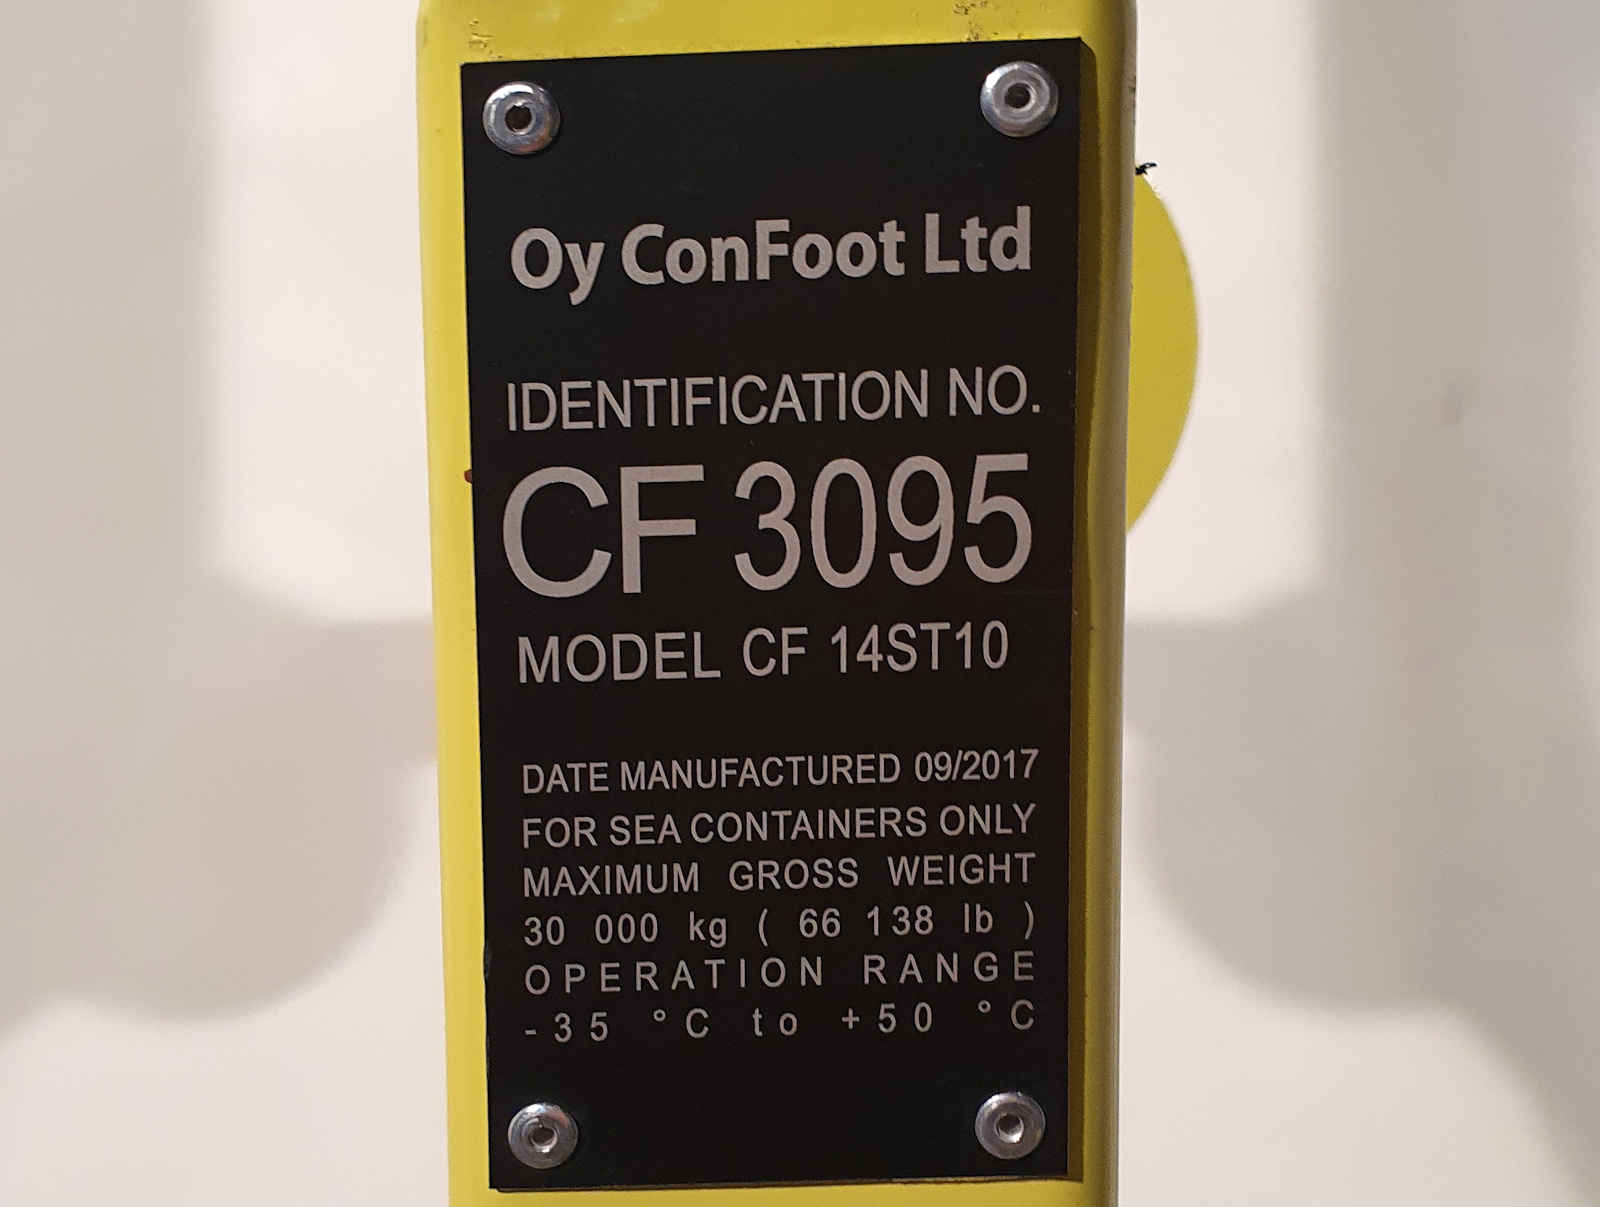 Oy ConFoot Ltd
IDENTIFICATION NO.
CF 3095
MODEL CF 14ST10
DATE MANUFACTURED 09/2017
FOR SEA CONTAINERS ONLY
MAXIMUM GROSS WEIGHT
30 000 kg ( 66 138 lb )
OPERATION RANGE
-35 °C to +50 °C